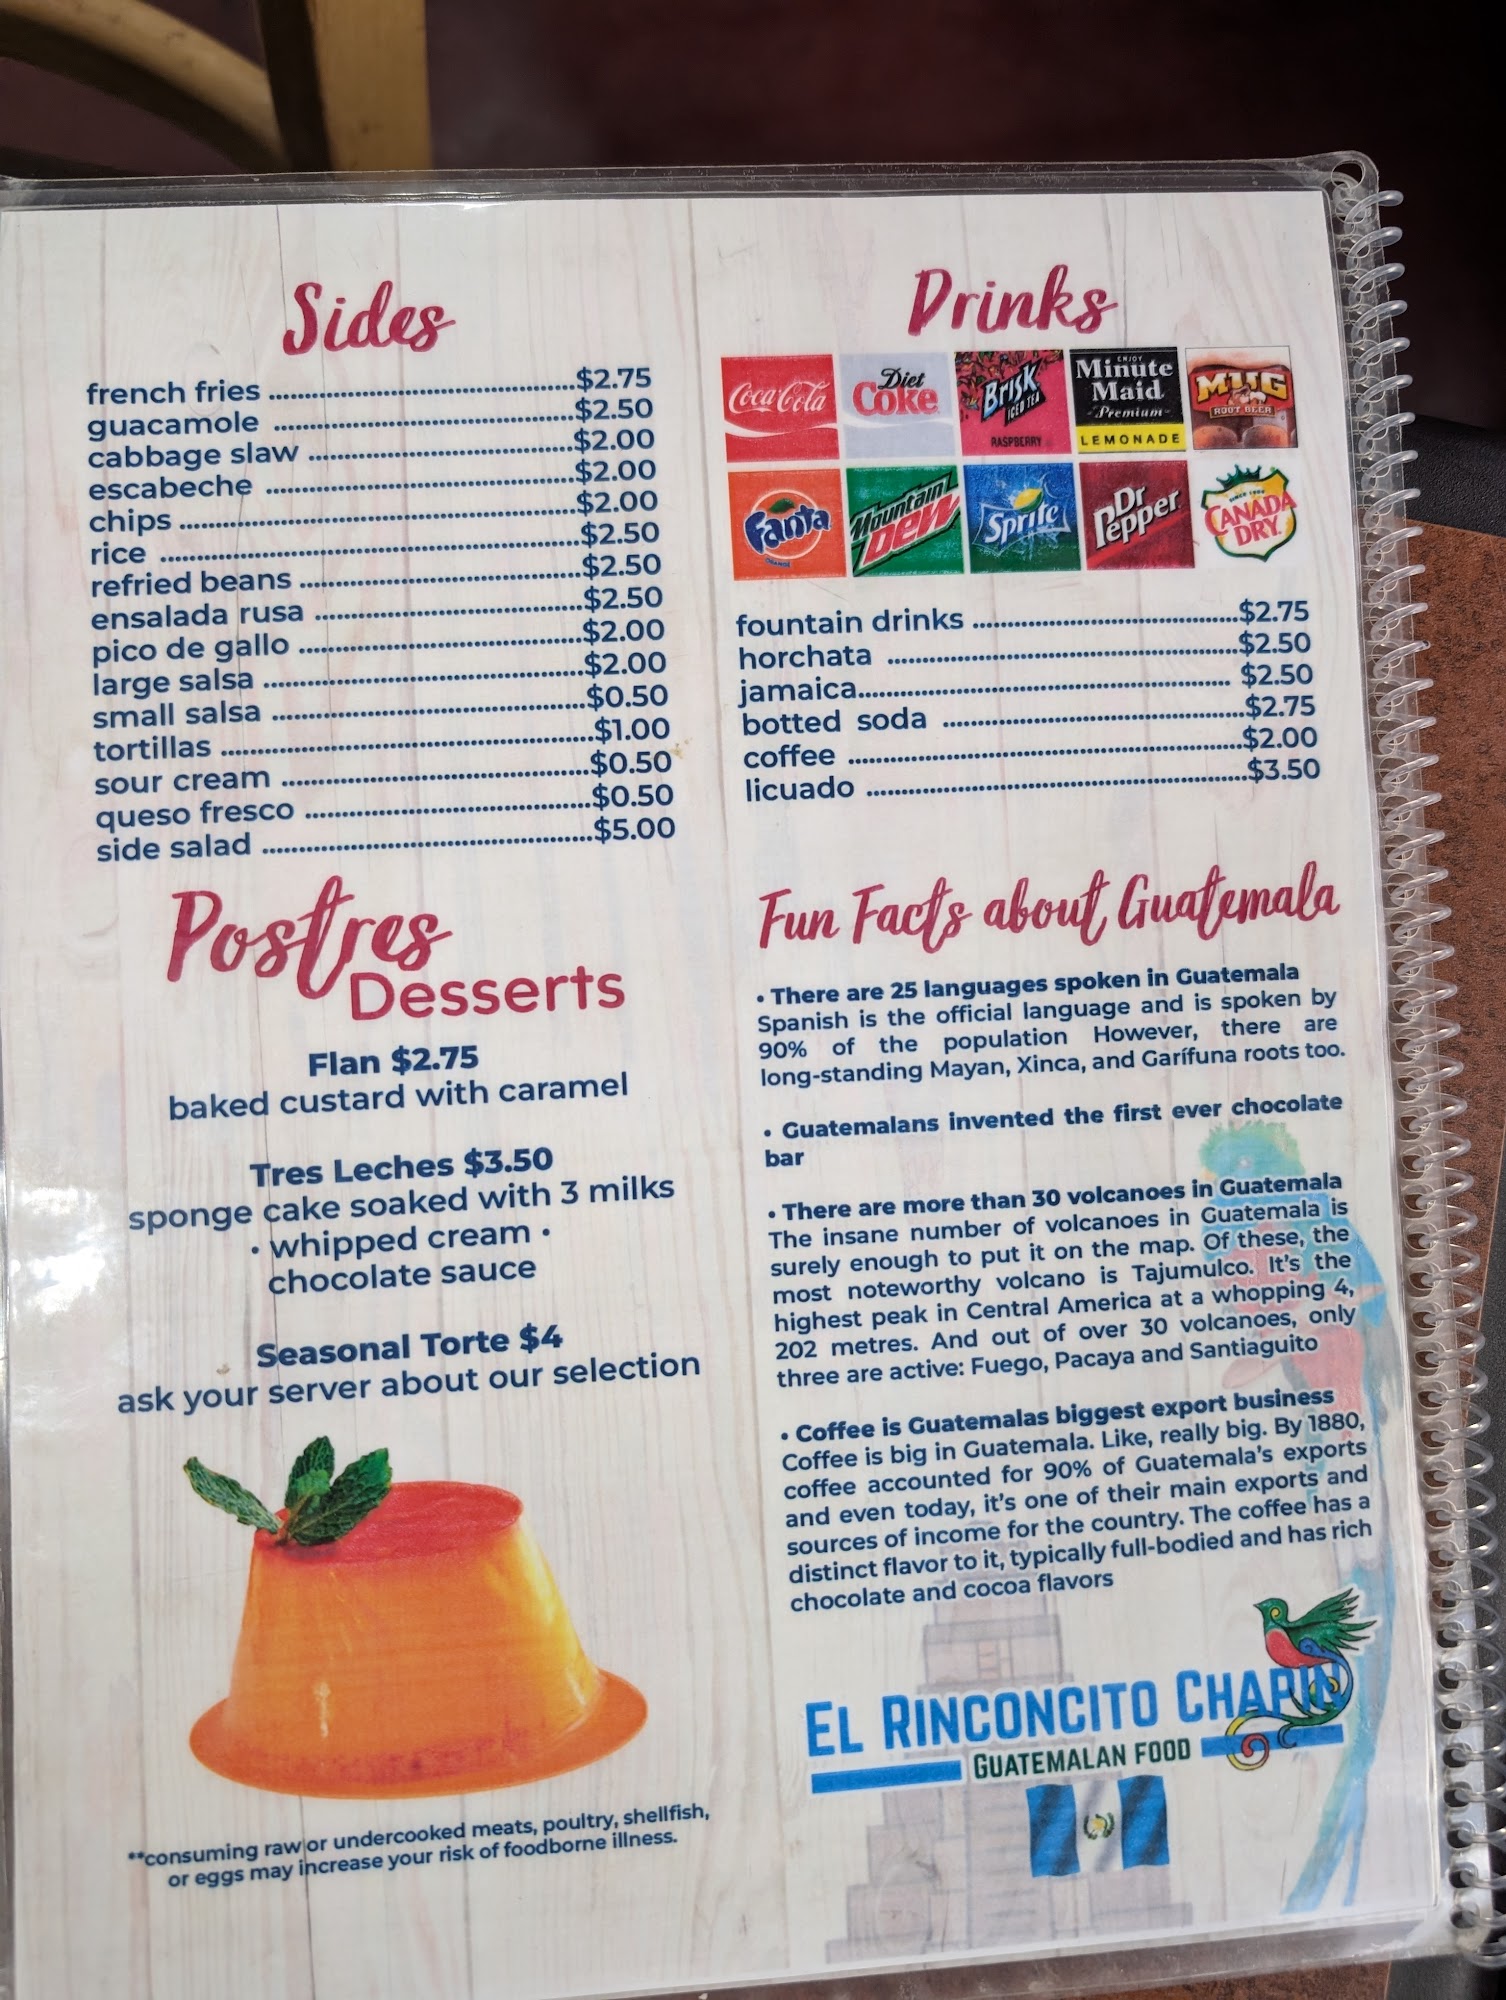 Sides
french fries ..... $2.75
guacamole ..... $2.50
cabbage slaw ..... $2.00
escabeche ..... $2.00
chips ..... $2.00
rice ..... $2.50
refried beans ..... $2.50
ensalada rusa ..... $2.50
pico de gallo ..... $2.00
large salsa ..... $2.00
small salsa ..... $0.50
tortillas ..... $1.00
sour cream ..... $0.50
queso fresco ..... $0.50
side salad ..... $5.00
Postres
Desserts
Flan $2.75
baked custard with caramel
Tres Leches $3.50
sponge cake soaked with 3 milks
• whipped cream •
chocolate sauce
Seasonal Torte $4
ask your server about our selection
**consuming raw or undercooked meats, poultry, shellfish,
or eggs may increase your risk of foodborne illness.
Drinks
Coca-Cola
Diet
Coke
Brisk
ICED TEA
RASPBERRY
ENJOY
Minute
Maid
-Premium-
LEMONADE
MUG
ROOT BEER
Fanta
ORANGE
Mountain
Dew
Sprite
Dr
Pepper
SINCE 1904
CANADA
DRY
fountain drinks ..... $2.75
horchata ..... $2.50
jamaica ..... $2.50
botted soda ..... $2.75
coffee ..... $2.00
licuado ..... $3.50
Fun Facts about Guatemala
• There are 25 languages spoken in Guatemala
Spanish is the official language and is spoken by
90% of the population However, there are
long-standing Mayan, Xinca, and Garífuna roots too.
• Guatemalans invented the first ever chocolate
bar
• There are more than 30 volcanoes in Guatemala
The insane number of volcanoes in Guatemala is
surely enough to put it on the map. Of these, the
most noteworthy volcano is Tajumulco. It's the
highest peak in Central America at a whopping 4,
202 metres. And out of over 30 volcanoes, only
three are active: Fuego, Pacaya and Santiaguito
• Coffee is Guatemalas biggest export business
Coffee is big in Guatemala. Like, really big. By 1880,
coffee accounted for 90% of Guatemala's exports
and even today, it's one of their main exports and
sources of income for the country. The coffee has a
distinct flavor to it, typically full-bodied and has rich
chocolate and cocoa flavors
EL RINCONCITO CHAPIN
GUATEMALAN FOOD